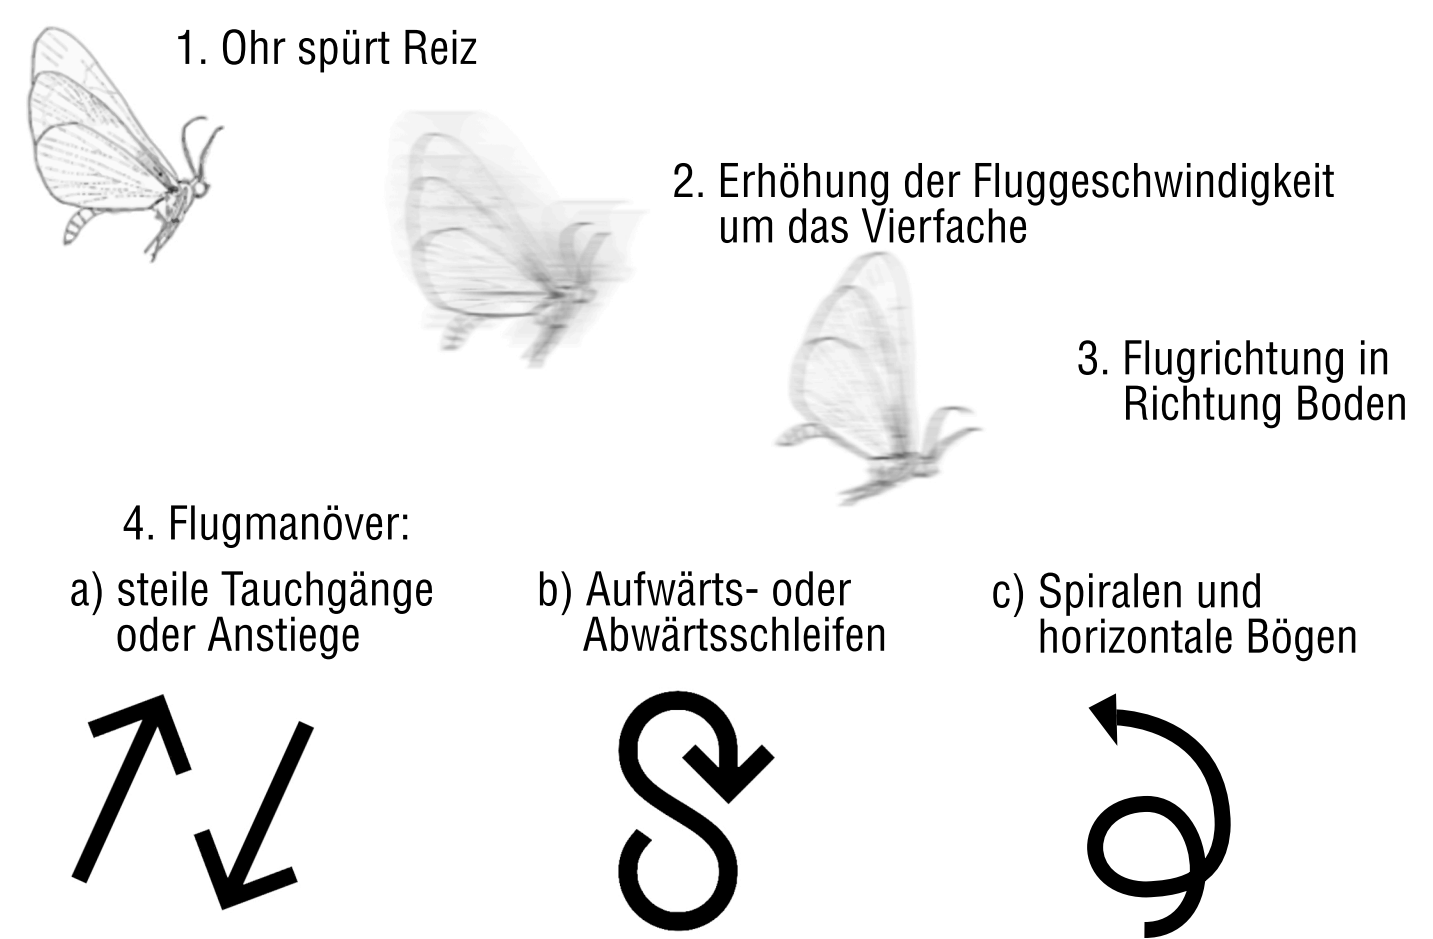 1. Ohr spürt Reiz
2. Erhöhung der Fluggeschwindigkeit
um das Vierfache
3. Flugrichtung in
Richtung Boden
4. Flugmanöver:
a) steile Tauchgänge
oder Anstiege
b) Aufwärts- oder
Abwärtsschleifen
c) Spiralen und
horizontale Bögen